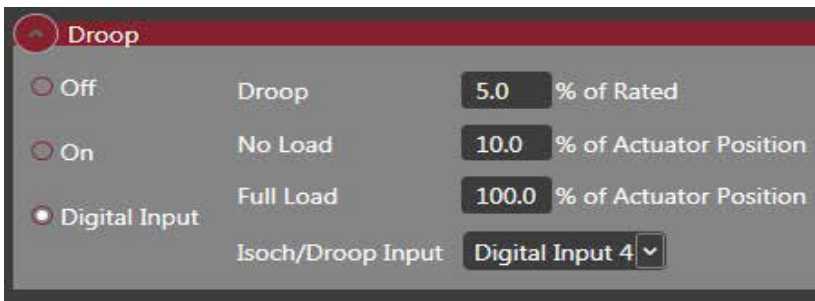 Droop
Off
Droop 5.0 % of Rated
On
No Load 10.0 % of Actuator Position
Full Load 100.0 % of Actuator Position
Digital Input
Isoch/Droop Input Digital Input 4